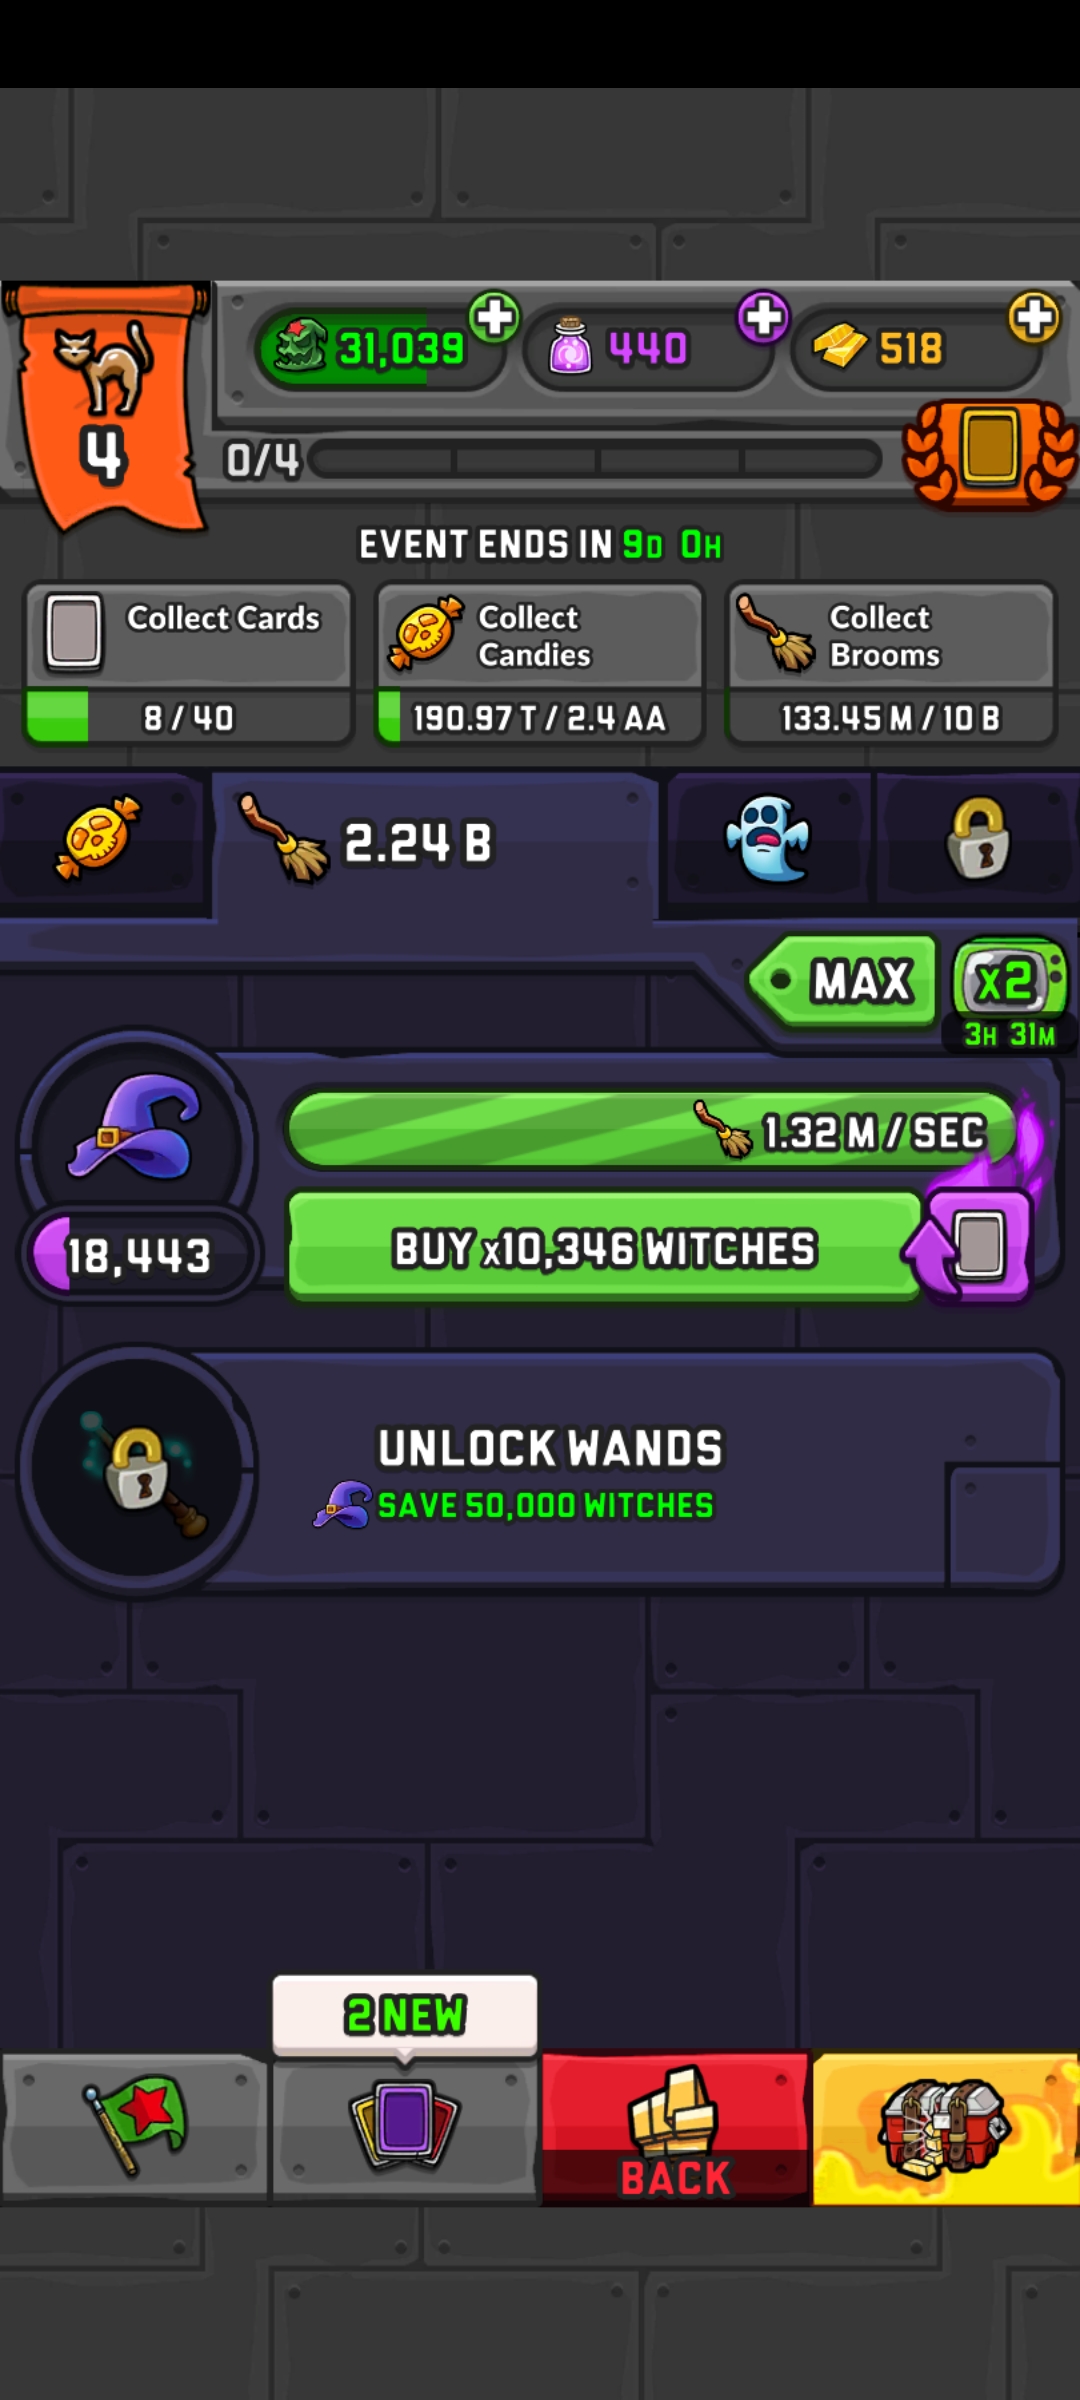 31,039
440
518
4
0/4
EVENT ENDS IN 9D 0H
Collect Cards
8 / 40
Collect
Candies
190.97 T / 2.4 AA
Collect
Brooms
133.45 M / 10 B
2.24 B
MAX
x2
3H 31M
1.32 M / SEC
18,443
BUY x10,346 WITCHES
UNLOCK WANDS
SAVE 50,000 WITCHES
2 NEW
BACK